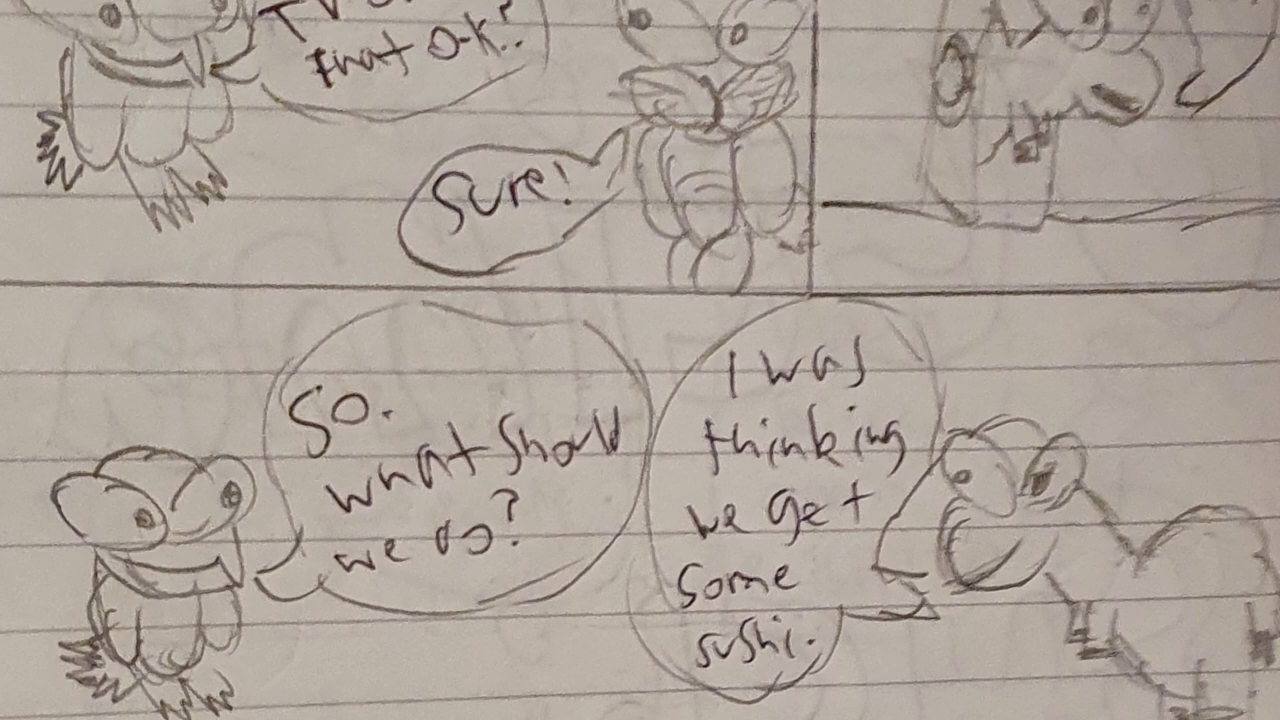 that O.K.?
Sure!
So.
what should
we do?
I was
thinking
we get
some
sushi.